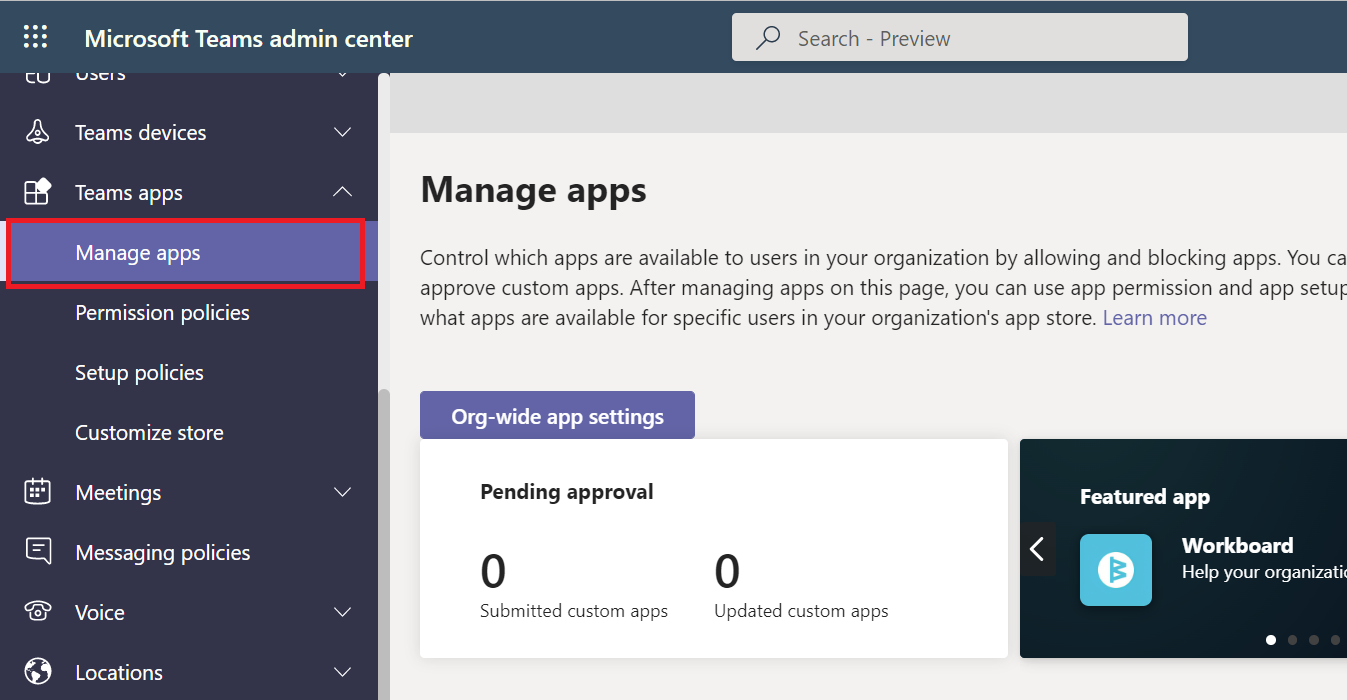 Microsoft Teams admin center
Search - Preview
Users
Teams devices
Teams apps
Manage apps
Permission policies
Setup policies
Customize store
Meetings
Messaging policies
Voice
Locations
Manage apps
Control which apps are available to users in your organization by allowing and blocking apps. You ca
approve custom apps. After managing apps on this page, you can use app permission and app setup
what apps are available for specific users in your organization's app store. Learn more
Org-wide app settings
Pending approval
0
Submitted custom apps
0
Updated custom apps
Featured app
Workboard
Help your organizatio